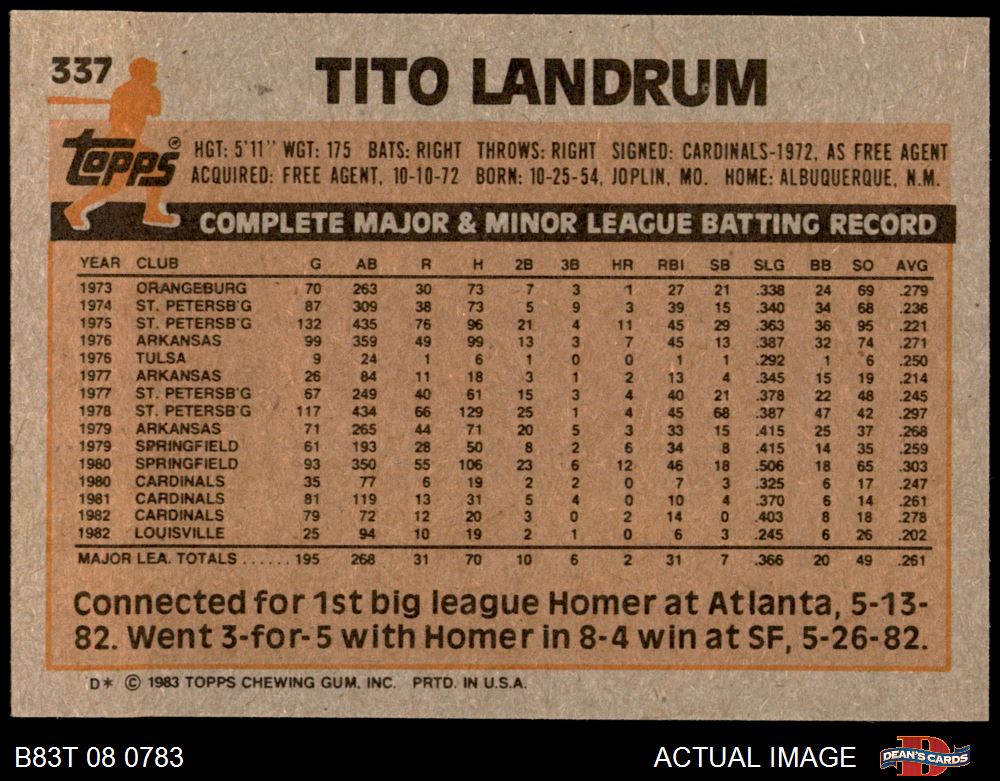 337 TITO LANDRUM
Topps® HGT: 5'11" WGT: 175 BATS: RIGHT THROWS: RIGHT SIGNED: CARDINALS-1972, AS FREE AGENT
ACQUIRED: FREE AGENT, 10-10-72 BORN: 10-25-54, JOPLIN, MO. HOME: ALBUQUERQUE, N.M.
COMPLETE MAJOR & MINOR LEAGUE BATTING RECORD
YEAR CLUB G AB R H 2B 3B HR RBI SB SLG BB SO AVG
1973 ORANGEBURG 70 263 30 73 7 3 1 27 21 .338 24 69 .279
1974 ST. PETERSB'G 87 309 38 73 5 9 3 39 15 .340 34 68 .236
1975 ST. PETERSB'G 132 435 76 96 21 4 11 45 29 .363 36 95 .221
1976 ARKANSAS 99 359 49 99 13 3 7 45 13 .387 32 74 .271
1976 TULSA 9 24 1 6 1 0 0 1 1 .292 1 6 .250
1977 ARKANSAS 26 84 11 18 3 1 2 13 4 .345 15 19 .214
1977 ST. PETERSB'G 67 249 40 61 15 3 4 40 21 .378 22 48 .245
1978 ST. PETERSB'G 117 434 66 129 25 1 4 45 68 .387 47 42 .297
1979 ARKANSAS 71 265 44 71 20 5 3 33 15 .415 25 37 .268
1979 SPRINGFIELD 61 193 28 50 8 2 6 34 8 .415 14 35 .259
1980 SPRINGFIELD 93 350 55 106 23 6 12 46 18 .506 18 65 .303
1980 CARDINALS 35 77 6 19 2 2 0 7 3 .325 6 17 .247
1981 CARDINALS 81 119 13 31 5 4 0 10 4 .370 6 14 .261
1982 CARDINALS 79 72 12 20 3 0 2 14 0 .403 8 18 .278
1982 LOUISVILLE 25 94 10 19 2 1 0 6 3 .245 6 26 .202
MAJOR LEA. TOTALS ...... 195 268 31 70 10 6 2 31 7 .366 20 49 .261
Connected for 1st big league Homer at Atlanta, 5-13-
82. Went 3-for-5 with Homer in 8-4 win at SF, 5-26-82.
D* © 1983 TOPPS CHEWING GUM, INC. PRTD. IN U.S.A.
B83T 08 0783 ACTUAL IMAGE D DEAN'S CARDS